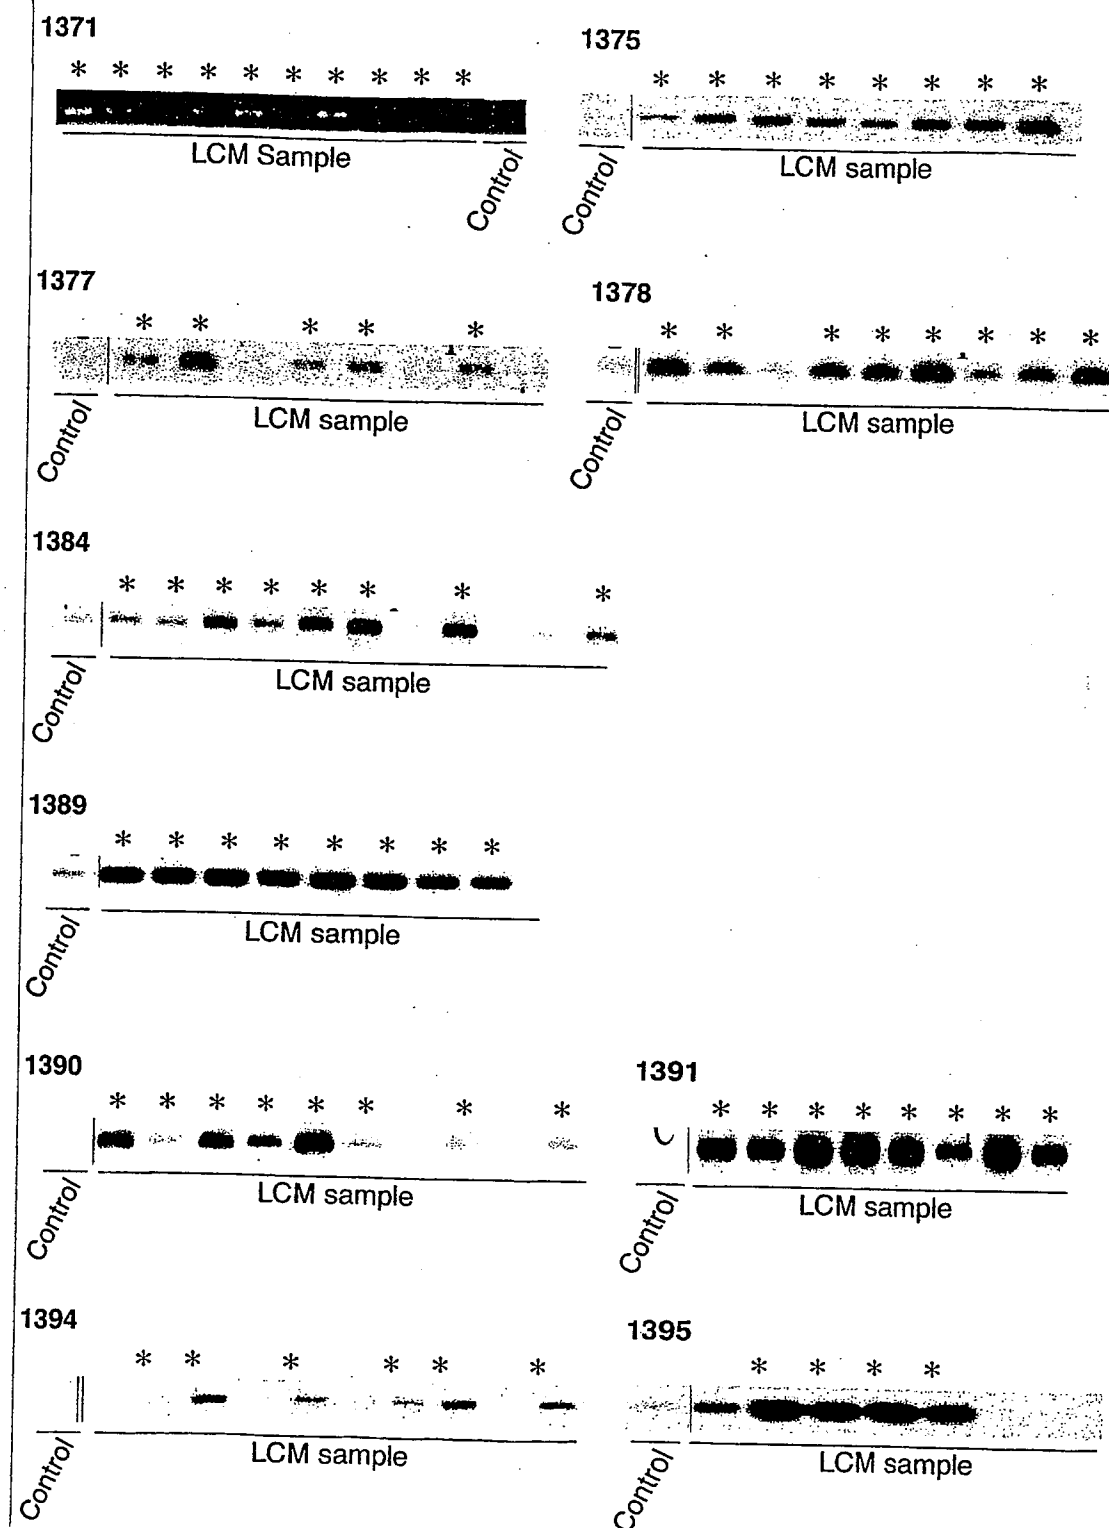 1371
* * * * * * * * * *
LCM Sample
Control
1375
* * * * * * * *
Control
LCM sample
1377
* * * * *
Control
LCM sample
1378
* * * * * * * *
Control
LCM sample
1384
* * * * * * * *
Control
LCM sample
1389
* * * * * * * *
Control
LCM sample
1390
* * * * * * * *
Control
LCM sample
1391
* * * * * * * *
Control
LCM sample
1394
* * * * * *
Control
LCM sample
1395
* * * *
Control
LCM sample